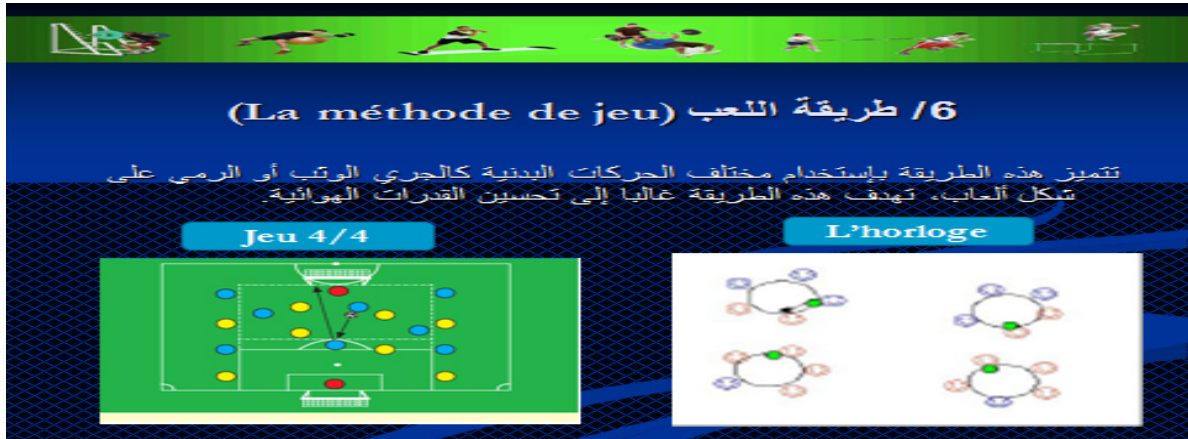 6/ طريقة اللعب (La méthode de jeu)
تتميز هذه الطريقة بإستخدام مختلف الحركات البدنية كالجري الوثب أو الرمي على
شكل ألعاب، تهدف هذه الطريقة غالبا إلى تحسين القدرات الهوائية.
Jeu 4/4
L’horloge